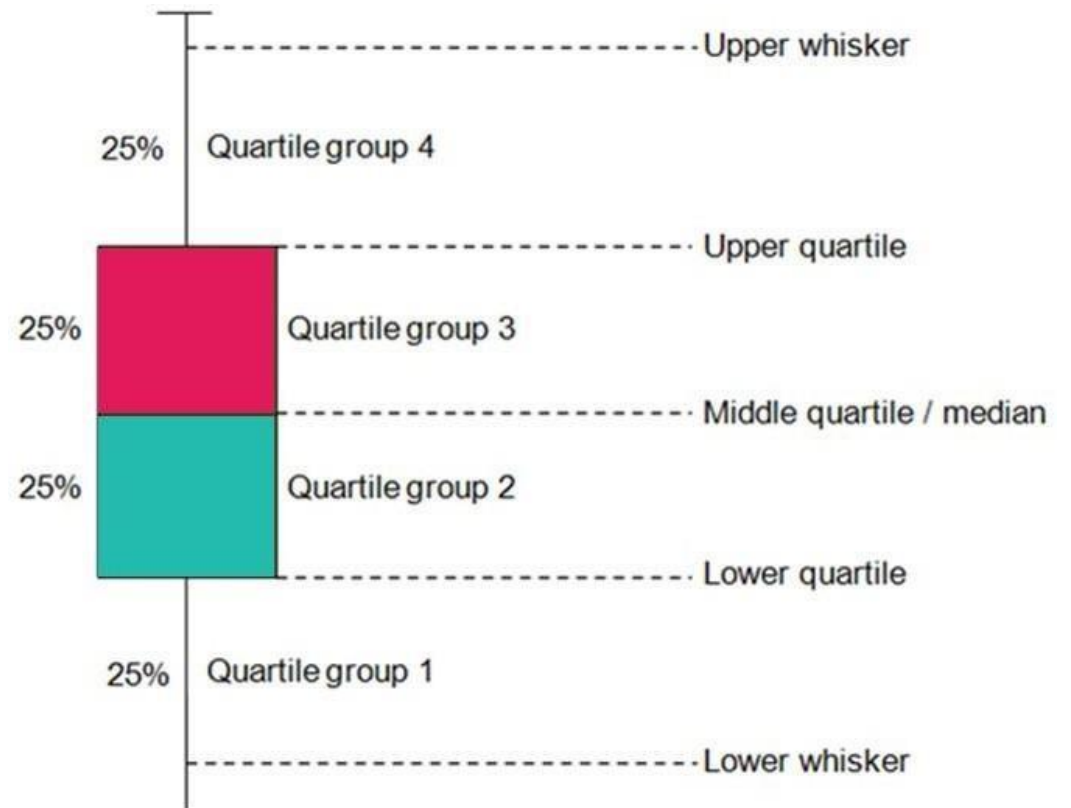 Upper whisker
25% Quartile group 4
Upper quartile
25% Quartile group 3
Middle quartile / median
25% Quartile group 2
Lower quartile
25% Quartile group 1
Lower whisker